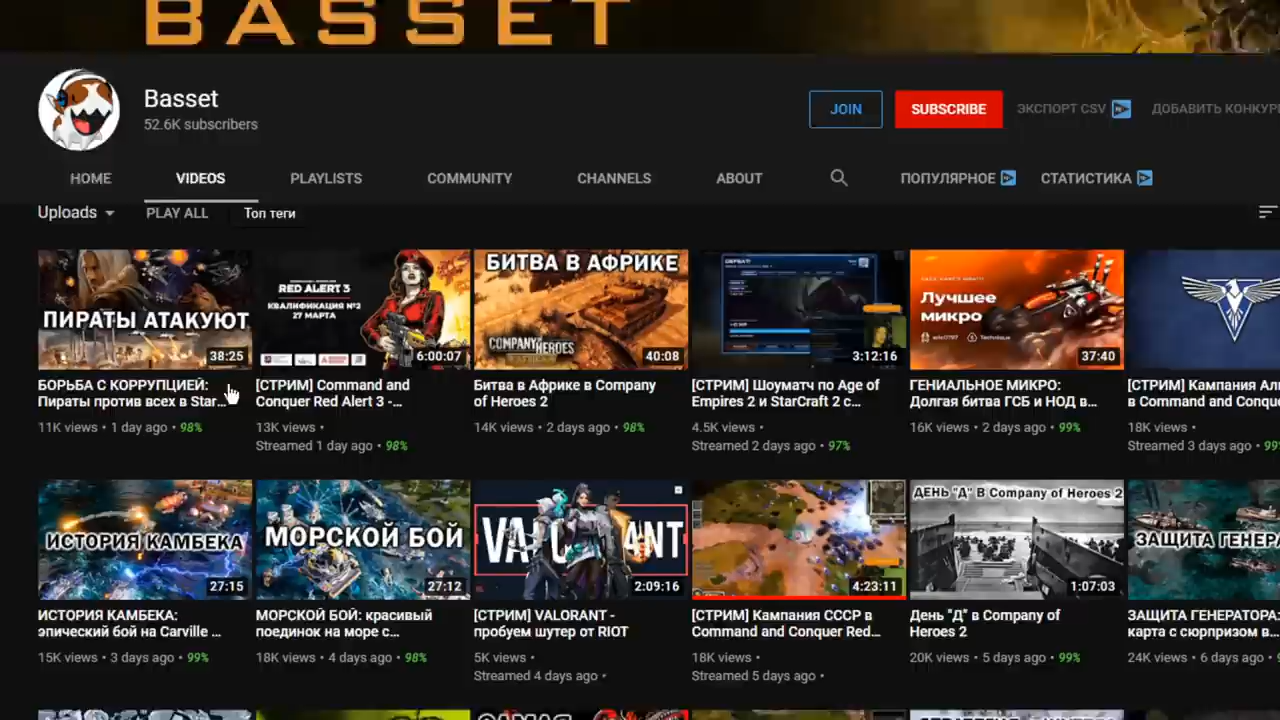 BASSET
Basset
52.6K subscribers
JOIN
SUBSCRIBE
ЭКСПОРТ CSV
ДОБАВИТЬ КОНКУР
HOME
VIDEOS
PLAYLISTS
COMMUNITY
CHANNELS
ABOUT
ПОПУЛЯРНОЕ
СТАТИСТИКА
Uploads
PLAY ALL
Топ теги
ПИРАТЫ АТАКУЮТ
38:25
RED ALERT 3
КВАЛИФИКАЦИЯ №2
27 МАРТА
6:00:07
БИТВА В АФРИКЕ
COMPANY OF HEROES
40:08
3:12:16
Лучшее
микро
37:40
БОРЬБА С КОРРУПЦИЕЙ:
Пираты против всех в Star...
11K views • 1 day ago • 98%
[СТРИМ] Command and
Conquer Red Alert 3 -...
13K views •
Streamed 1 day ago • 98%
Битва в Африке в Company
of Heroes 2
14K views • 2 days ago • 98%
[СТРИМ] Шоуматч по Age of
Empires 2 и StarCraft 2 с...
4.5K views •
Streamed 2 days ago • 97%
ГЕНИАЛЬНОЕ МИКРО:
Долгая битва ГСБ и НОД в...
16K views • 2 days ago • 99%
[СТРИМ] Кампания Ал
в Command and Conque
18K views •
Streamed 3 days ago • 99
ИСТОРИЯ КАМБЕКА
27:15
МОРСКОЙ БОЙ
27:12
VALORANT
2:09:16
4:23:11
ДЕНЬ "Д" В Company of Heroes 2
1:07:03
ЗАЩИТА ГЕНЕРА
ИСТОРИЯ КАМБЕКА:
эпический бой на Carville ...
15K views • 3 days ago • 99%
МОРСКОЙ БОЙ: красивый
поединок на море с...
18K views • 4 days ago • 98%
[СТРИМ] VALORANT -
пробуем шутер от RIOT
5K views •
Streamed 4 days ago •
[СТРИМ] Кампания СССР в
Command and Conquer Red...
18K views •
Streamed 5 days ago •
День "Д" в Company of
Heroes 2
20K views • 5 days ago • 99%
ЗАЩИТА ГЕНЕРАТОРА:
карта с сюрпризом в...
24K views • 6 days ago •